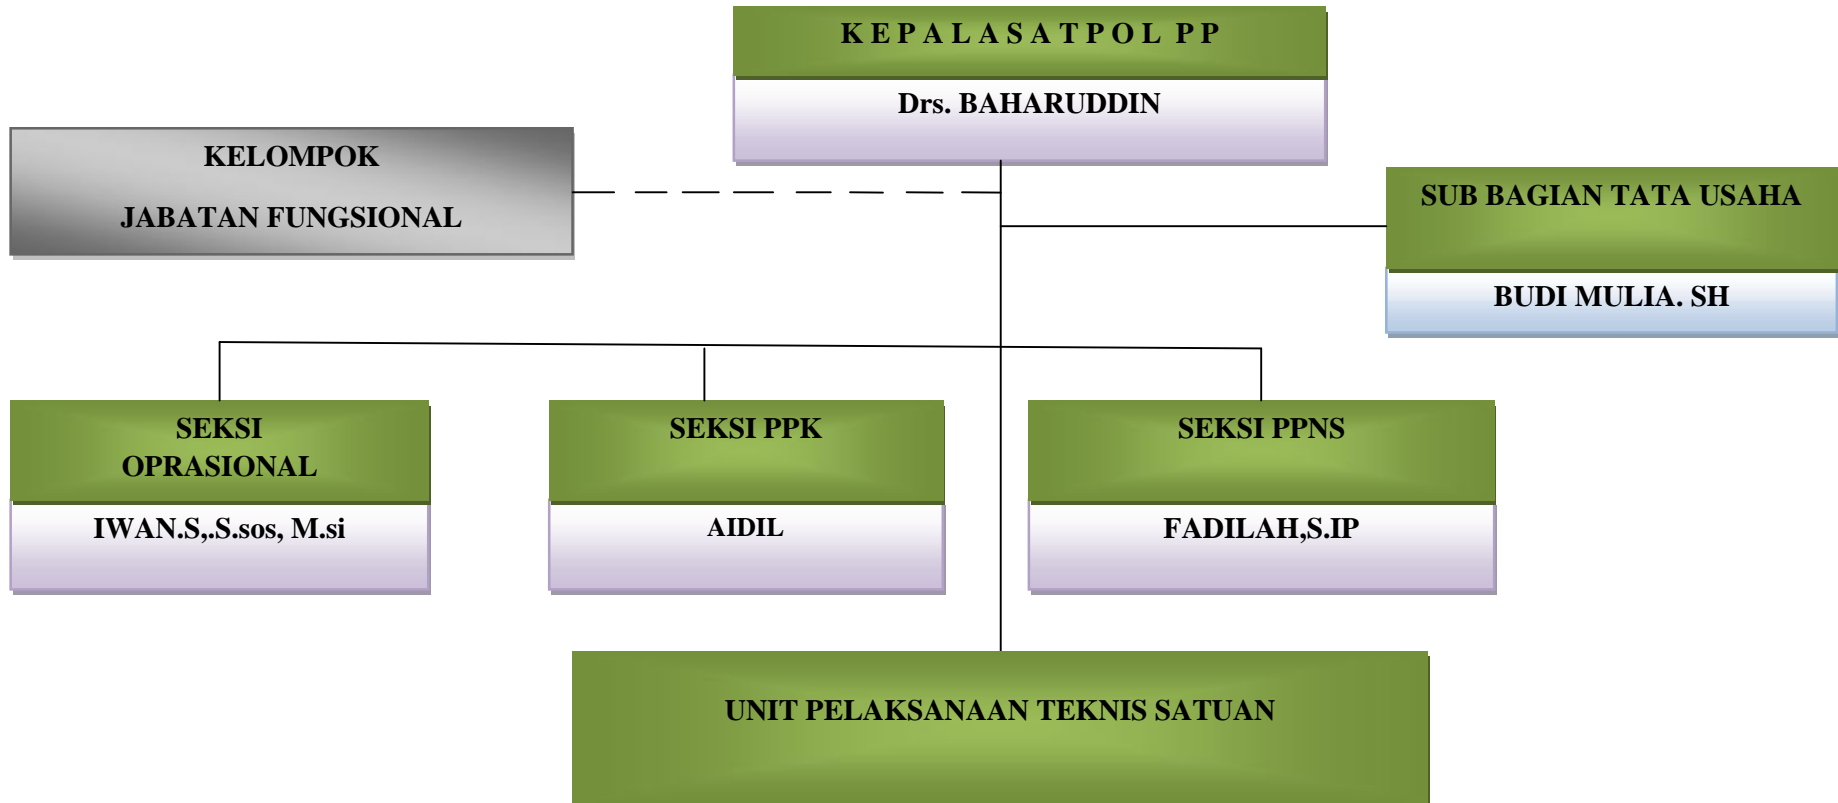 K E P A L A S A T P O L P P
Drs. BAHARUDDIN
KELOMPOK
JABATAN FUNGSIONAL
SUB BAGIAN TATA USAHA
BUDI MULIA. SH
SEKSI
OPRASIONAL
IWAN.S,.S.sos, M.si
SEKSI PPK
AIDIL
SEKSI PPNS
FADILAH,S.IP
UNIT PELAKSANAAN TEKNIS SATUAN